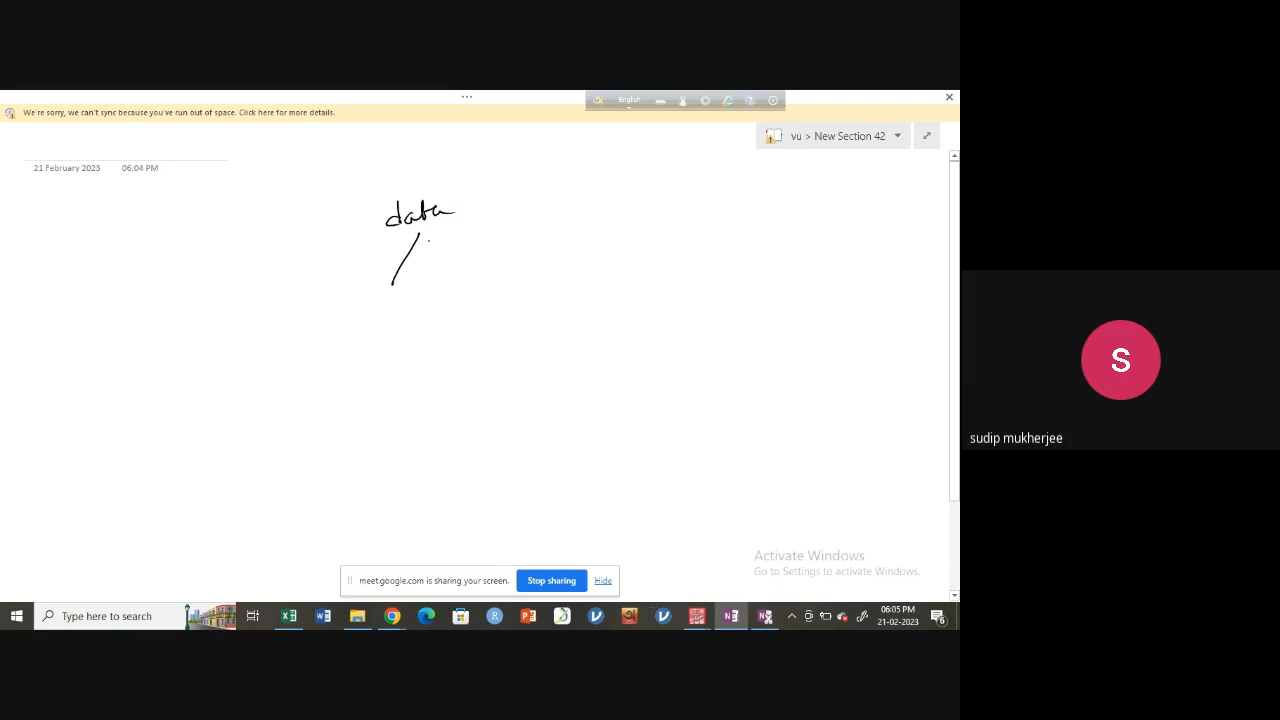 We're sorry, we can't sync because you've run out of space. Click here for more details.
English
vu > New Section 42
21 February 2023 06:04 PM
data
S
sudip mukherjee
Activate Windows
Go to Settings to activate Windows.
meet.google.com is sharing your screen. Stop sharing Hide
Type here to search
06:05 PM
21-02-2023
6